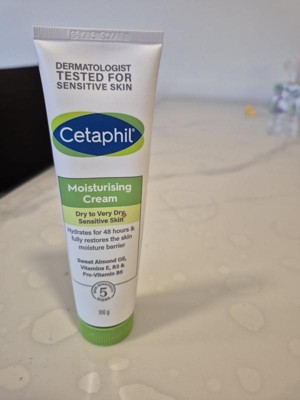 DERMATOLOGIST
TESTED FOR
SENSITIVE SKIN
Cetaphil®
Moisturising
Cream
Dry to Very Dry,
Sensitive Skin
Hydrates for 48 hours &
fully restores the skin
moisture barrier
Sweet Almond Oil,
Vitamins E, B3 &
Pro-Vitamin B5
5
100 g